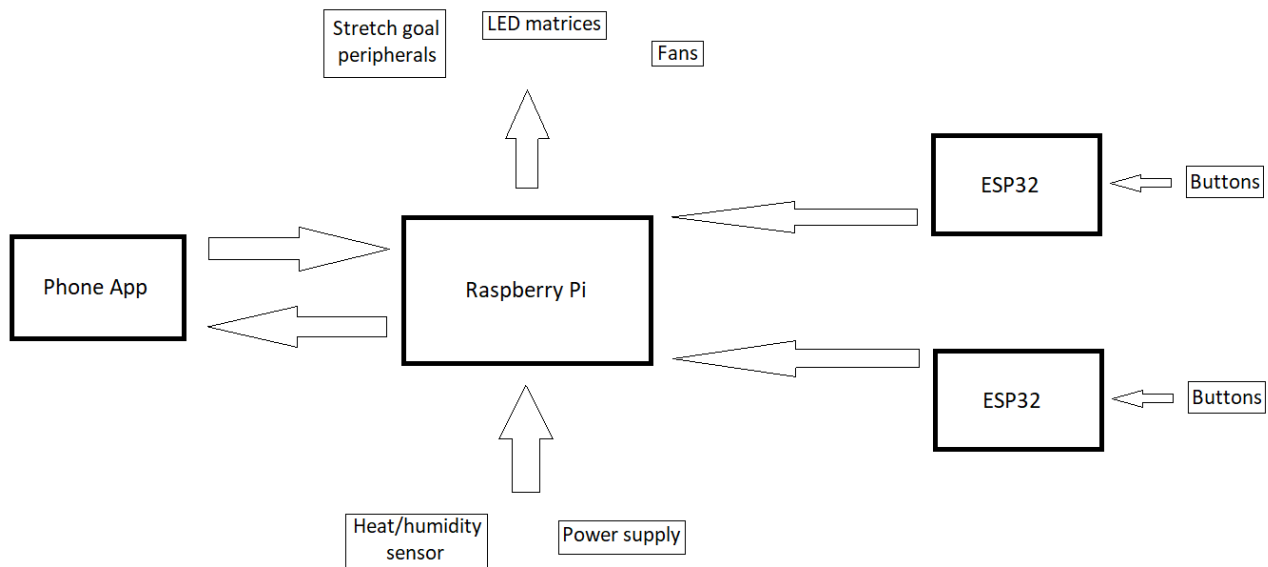 Stretch goal
peripherals
LED matrices
Fans
ESP32
Buttons
Phone App
Raspberry Pi
ESP32
Buttons
Heat/humidity
sensor
Power supply